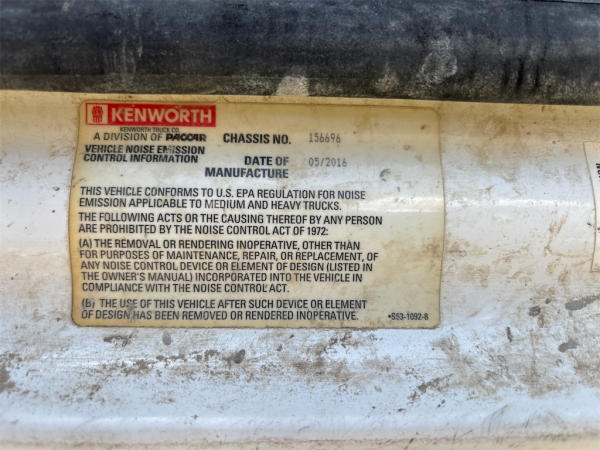 KENWORTH
KENWORTH TRUCK CO.
A DIVISION OF PACCAR
CHASSIS NO. 156696
VEHICLE NOISE EMISSION
CONTROL INFORMATION
DATE OF 05/2016
MANUFACTURE
THIS VEHICLE CONFORMS TO U.S. EPA REGULATION FOR NOISE
EMISSION APPLICABLE TO MEDIUM AND HEAVY TRUCKS.
THE FOLLOWING ACTS OR THE CAUSING THEREOF BY ANY PERSON
ARE PROHIBITED BY THE NOISE CONTROL ACT OF 1972:
(A) THE REMOVAL OR RENDERING INOPERATIVE, OTHER THAN
FOR PURPOSES OF MAINTENANCE, REPAIR, OR REPLACEMENT, OF
ANY NOISE CONTROL DEVICE OR ELEMENT OF DESIGN (LISTED IN
THE OWNER'S MANUAL) INCORPORATED INTO THE VEHICLE IN
COMPLIANCE WITH THE NOISE CONTROL ACT.
(B) THE USE OF THIS VEHICLE AFTER SUCH DEVICE OR ELEMENT
OF DESIGN HAS BEEN REMOVED OR RENDERED INOPERATIVE.
•S53-1092-B